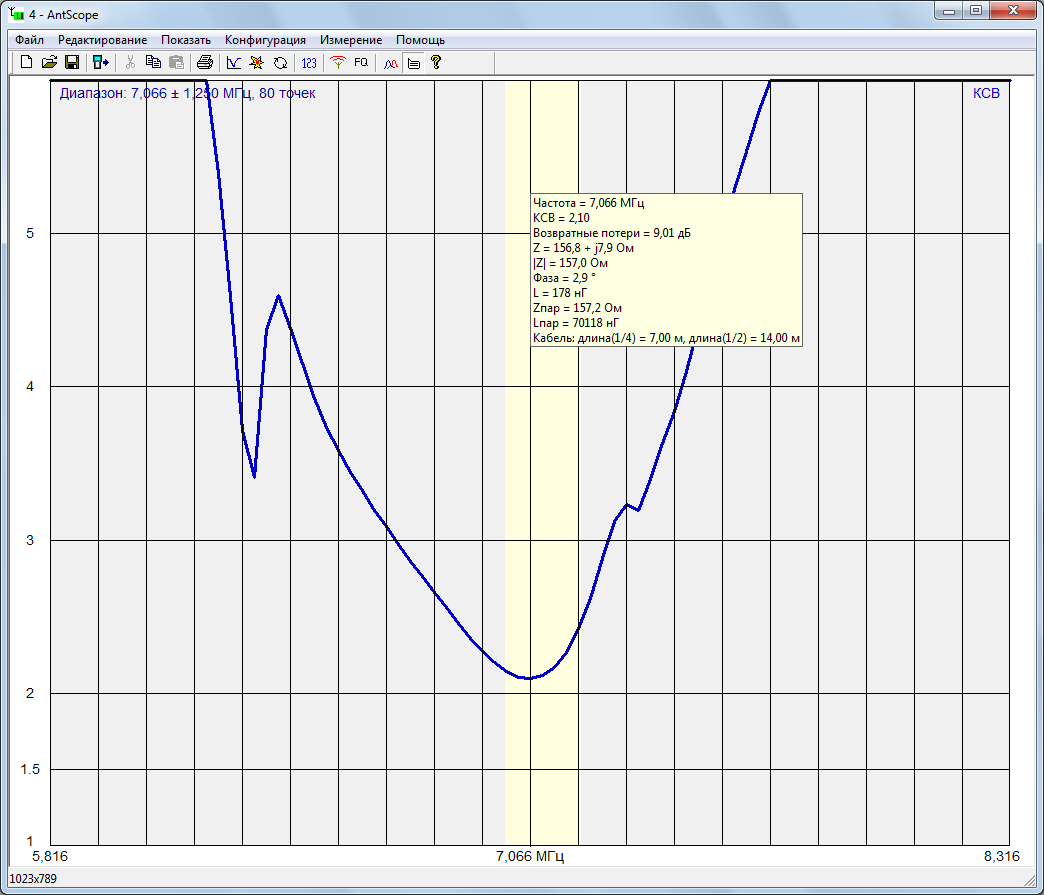 4 - AntScope
Файл Редактирование Показать Конфигурация Измерение Помощь
123 FQ
Диапазон: 7,066 ± 1,250 МГц, 80 точек
КСВ
Частота = 7,066 МГц
КСВ = 2,10
Возвратные потери = 9,01 дБ
Z = 156,8 + j7,9 Ом
|Z| = 157,0 Ом
Фаза = 2,9 °
L = 178 нГ
Zпар = 157,2 Ом
Lпар = 70118 нГ
Кабель: длина(1/4) = 7,00 м, длина(1/2) = 14,00 м
5
4
3
2
1.5
1
5,816 7,066 МГц 8,316
1023x789